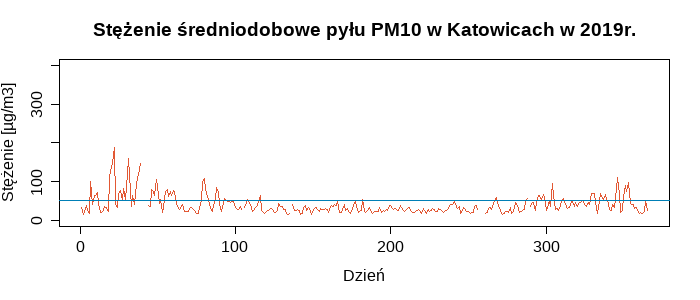 Stężenie średniodobowe pyłu PM10 w Katowicach w 2019r.
Stężenie [µg/m3]
300
100
0
0 100 200 300
Dzień